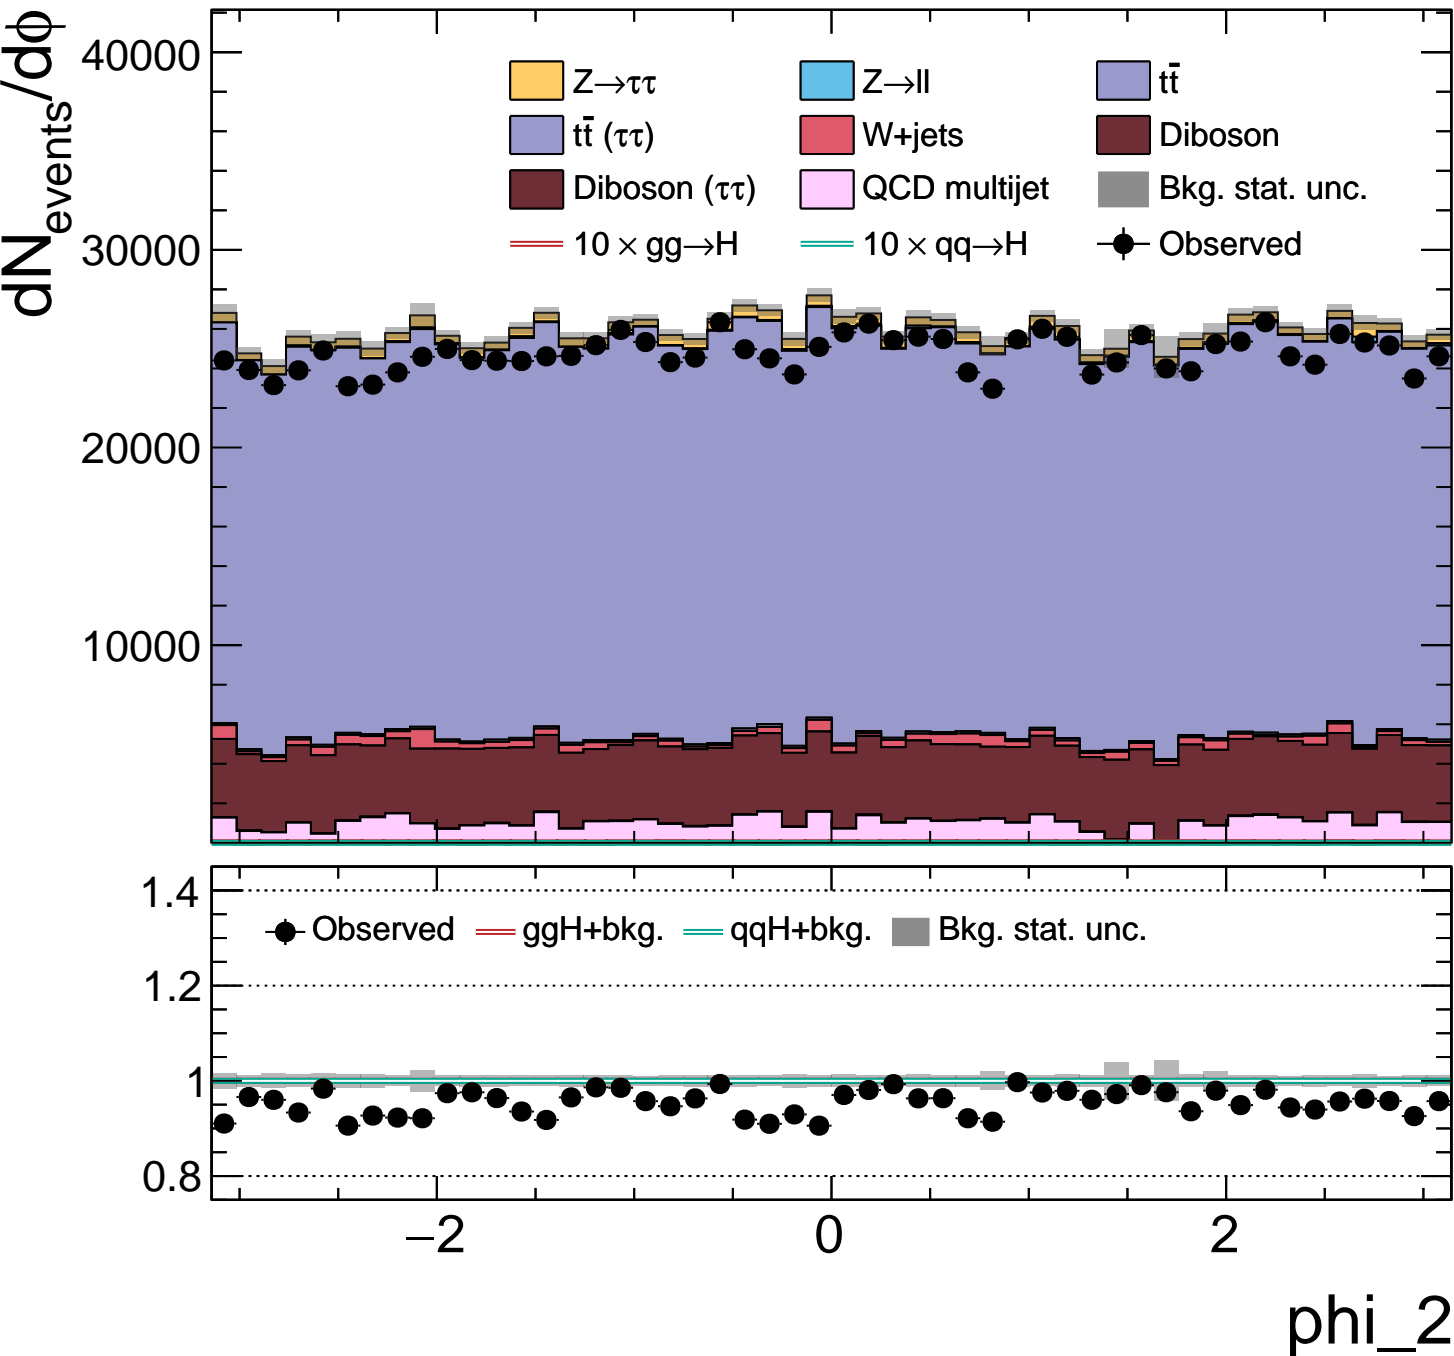 dN_events/dϕ
40000
Z→ττ Z→ll tt̄
tt̄ (ττ) W+jets Diboson
Diboson (ττ) QCD multijet Bkg. stat. unc.
10 × gg→H 10 × qq→H Observed
30000
20000
10000
1.4
Observed ggH+bkg. qqH+bkg. Bkg. stat. unc.
1.2
1
0.8
−2 0 2
phi_2